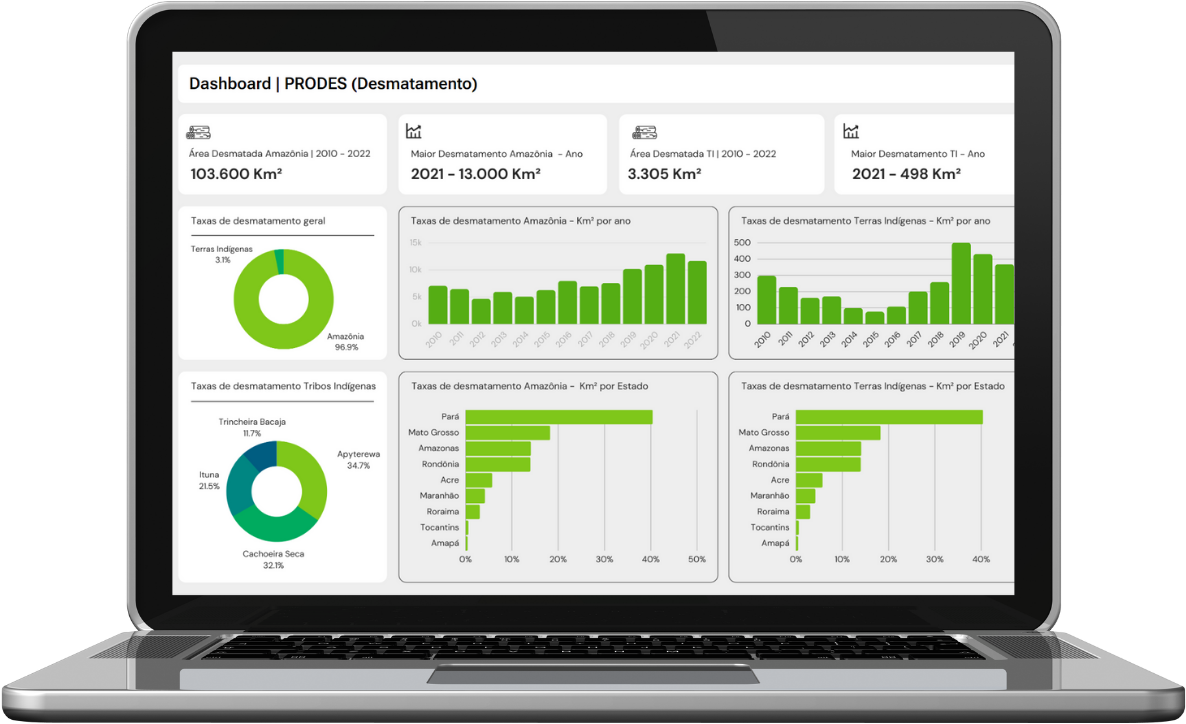 Dashboard | PRODES (Desmatamento)
Área Desmatada Amazônia | 2010 - 2022
103.600 Km²
Maior Desmatamento Amazônia - Ano
2021 - 13.000 Km²
Área Desmatada TI | 2010 - 2022
3.305 Km²
Maior Desmatamento TI - Ano
2021 - 498 Km²
Taxas de desmatamento geral
Terras Indígenas
3.1%
Amazônia
96.9%
Taxas de desmatamento Amazônia - Km² por ano
15k
10k
5k
0k
2010 2011 2012 2013 2014 2015 2016 2017 2018 2019 2020 2021 2022
Taxas de desmatamento Terras Indígenas - Km² por ano
500
400
300
200
100
0
2010 2011 2012 2013 2014 2015 2016 2017 2018 2019 2020 2021
Taxas de desmatamento Tribos Indígenas
Trincheira Bacaja
11.7%
Apyterewa
34.7%
Ituna
21.5%
Cachoeira Seca
32.1%
Taxas de desmatamento Amazônia - Km² por Estado
Pará
Mato Grosso
Amazonas
Rondônia
Acre
Maranhão
Roraima
Tocantins
Amapá
0% 10% 20% 30% 40% 50%
Taxas de desmatamento Terras Indígenas - Km² por Estado
Pará
Mato Grosso
Amazonas
Rondônia
Acre
Maranhão
Roraima
Tocantins
Amapá
0% 10% 20% 30% 40%